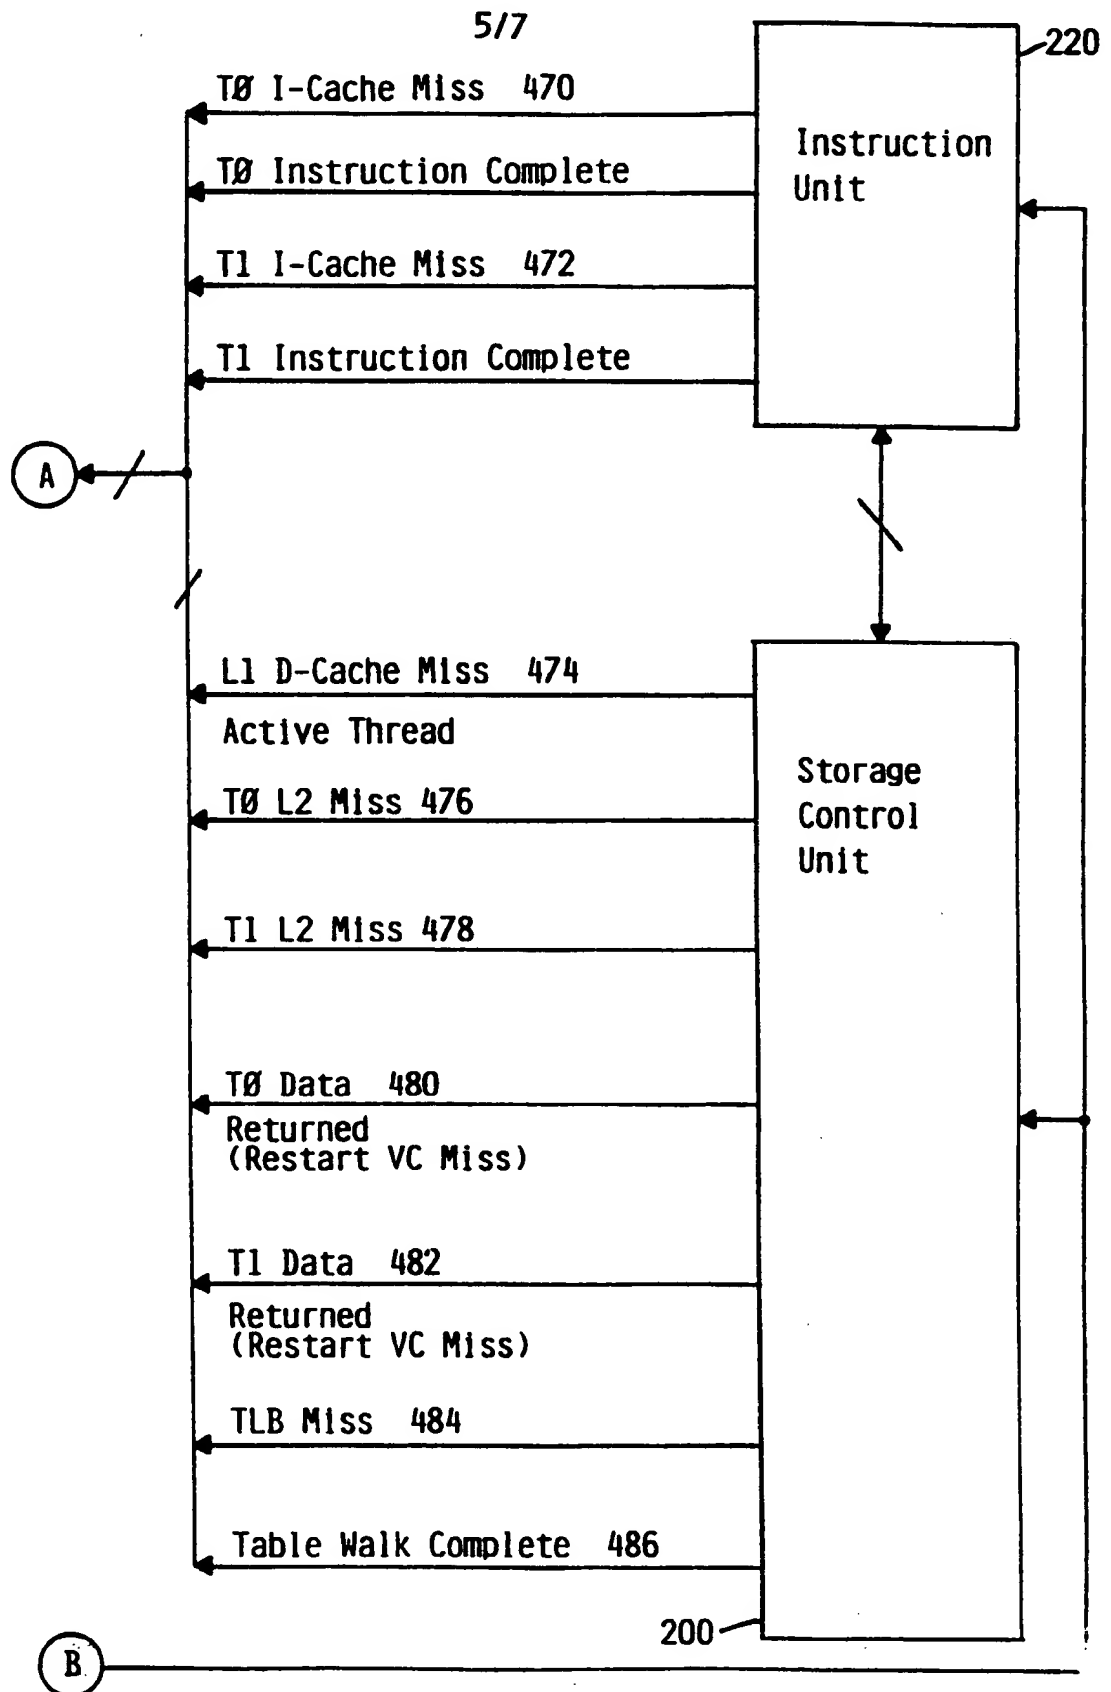 5/7
220
TØ I-Cache Miss 470
Instruction
Unit
TØ Instruction Complete
T1 I-Cache Miss 472
T1 Instruction Complete
A
L1 D-Cache Miss 474
Active Thread
Storage
Control
Unit
TØ L2 Miss 476
T1 L2 Miss 478
TØ Data 480
Returned
(Restart VC Miss)
T1 Data 482
Returned
(Restart VC Miss)
TLB Miss 484
Table Walk Complete 486
200
B